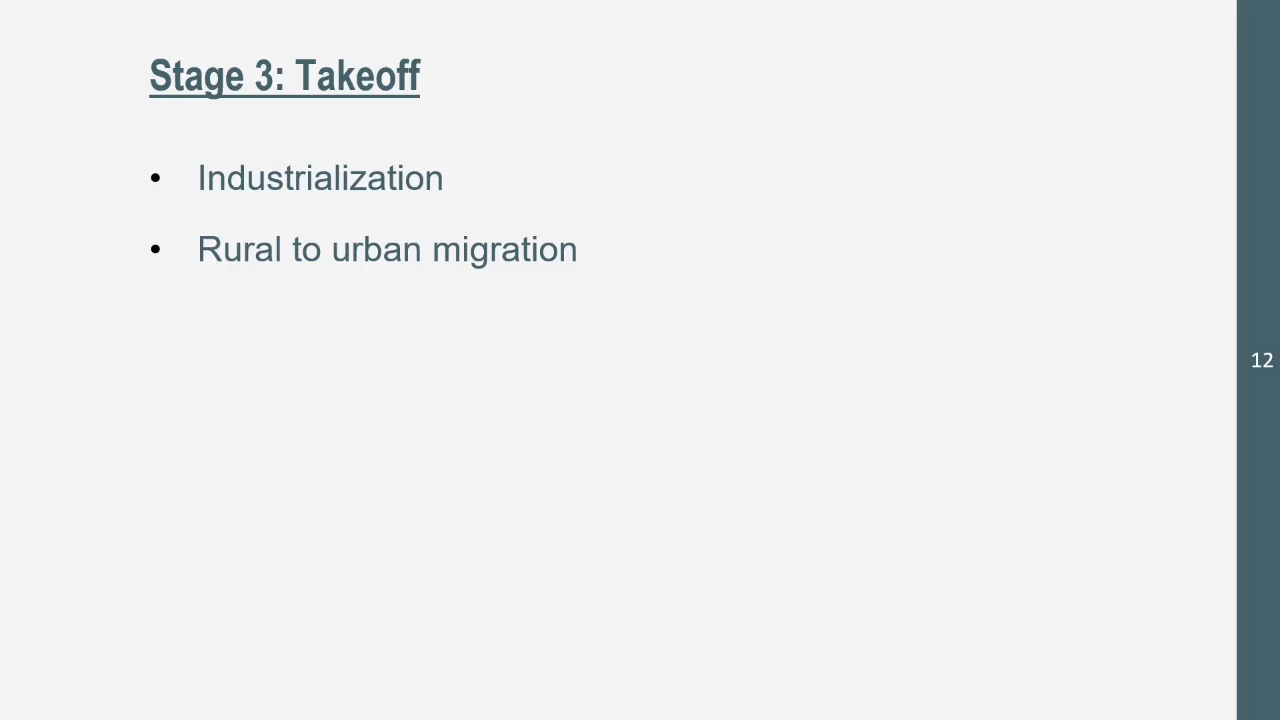 Stage 3: Takeoff
• Industrialization
• Rural to urban migration
12